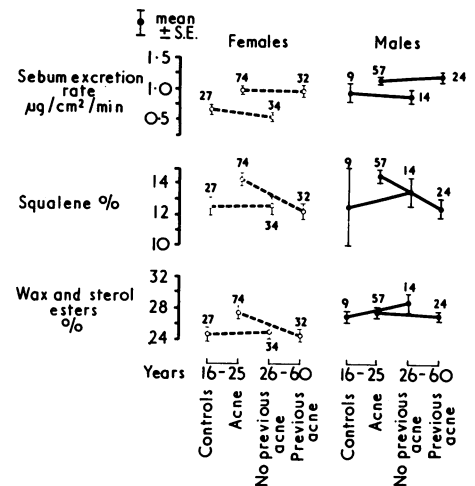 mean
± S.E.
Females
Males
Sebum excretion
rate
µg/cm²/min
1.5
1.0
0.5
27
74
34
32
9
57
14
24
Squalene %
14
12
10
27
74
34
32
9
57
14
24
Wax and sterol
esters
%
32
28
24
27
74
34
32
9
57
14
24
Years
16-25
26-60
16-25
26-60
Controls
Acne
No previous
acne
Previous
acne
Controls
Acne
No previous
acne
Previous
acne